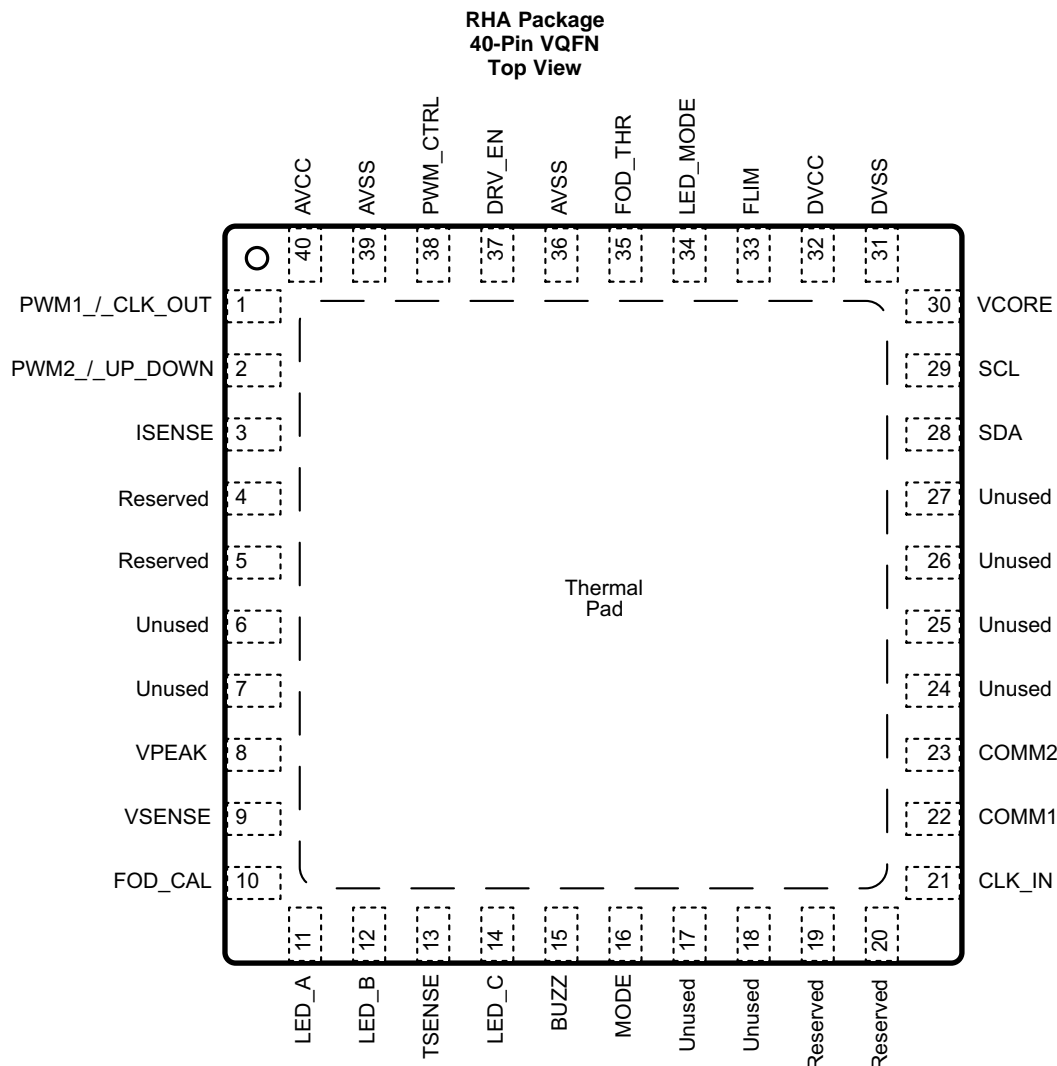 RHA Package
40-Pin VQFN
Top View
AVCC
AVSS
PWM_CTRL
DRV_EN
AVSS
FOD_THR
LED_MODE
FLIM
DVCC
DVSS
40
39
38
37
36
35
34
33
32
31
PWM1_/_CLK_OUT 1
30 VCORE
PWM2_/_UP_DOWN 2
29 SCL
ISENSE 3
28 SDA
Reserved 4
27 Unused
Reserved 5
26 Unused
Thermal
Pad
Unused 6
25 Unused
Unused 7
24 Unused
VPEAK 8
23 COMM2
VSENSE 9
22 COMM1
FOD_CAL 10
21 CLK_IN
11
12
13
14
15
16
17
18
19
20
LED_A
LED_B
TSENSE
LED_C
BUZZ
MODE
Unused
Unused
Reserved
Reserved